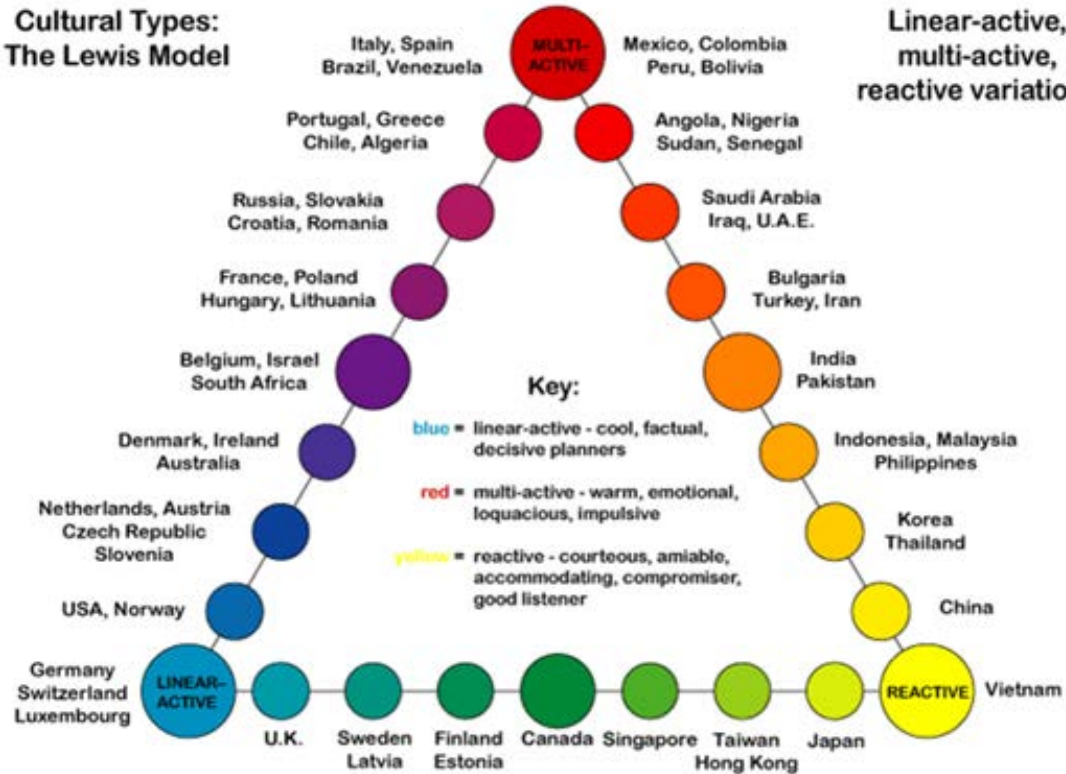 Cultural Types:
The Lewis Model
Linear-active,
multi-active,
reactive variatio
Italy, Spain
Brazil, Venezuela
MULTI–
ACTIVE
Mexico, Colombia
Peru, Bolivia
Portugal, Greece
Chile, Algeria
Angola, Nigeria
Sudan, Senegal
Russia, Slovakia
Croatia, Romania
Saudi Arabia
Iraq, U.A.E.
France, Poland
Hungary, Lithuania
Bulgaria
Turkey, Iran
Belgium, Israel
South Africa
India
Pakistan
Key:
blue = linear-active - cool, factual,
decisive planners
red = multi-active - warm, emotional,
loquacious, impulsive
yellow = reactive - courteous, amiable,
accommodating, compromiser,
good listener
Denmark, Ireland
Australia
Indonesia, Malaysia
Philippines
Netherlands, Austria
Czech Republic
Slovenia
Korea
Thailand
USA, Norway
China
Germany
Switzerland
Luxembourg
LINEAR–
ACTIVE
REACTIVE
Vietnam
U.K.
Sweden
Latvia
Finland
Estonia
Canada
Singapore
Taiwan
Hong Kong
Japan